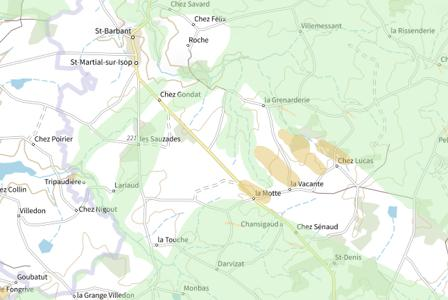 Chez Savard
Chez Félix
Villemessant
St-Barbant
la Rissenderie
Roche
St-Martial-sur-Isop
Chez Gondat
la Grenarderie
221
les Sauzades
Chez Poirier
Chez Lucas
Tripaudière
Lariaud
la Vacante
Chez Collin
la Motte
Villedon
Chez Nigout
Chansigaud
Chez Sénaud
la Touche
St-Denis
Darvizat
Goubatut
Monbas
la Grange Villedon
de Fongrive